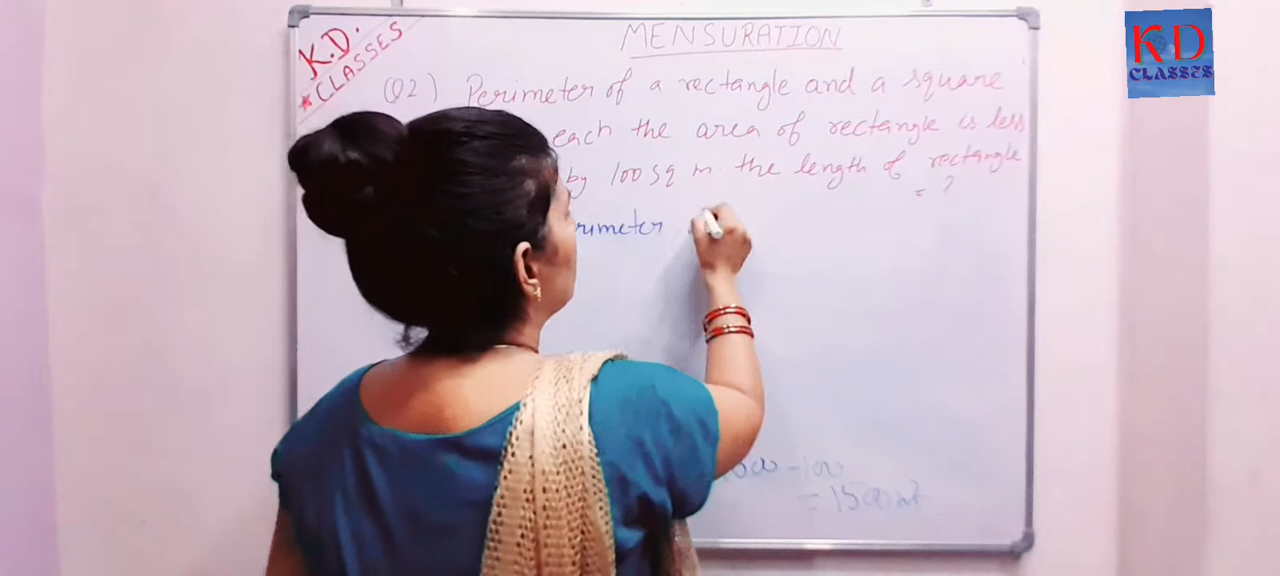 K.D.
★CLASSES
MENSURATION
Q2) Perimeter of a rectangle and a square
each the area of rectangle is less
by 100 sq m. the length of rectangle
= ?
rimeter
-100
= 1500 m²
KD
CLASSES